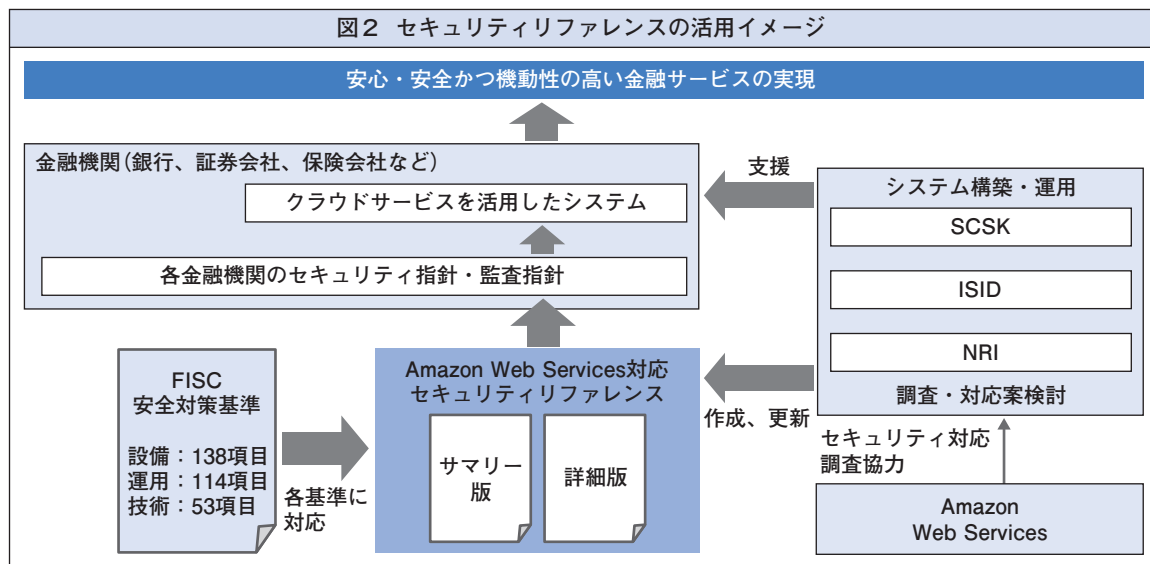 図2 セキュリティリファレンスの活用イメージ
安心・安全かつ機動性の高い金融サービスの実現
金融機関(銀行、証券会社、保険会社など)
クラウドサービスを活用したシステム
各金融機関のセキュリティ指針・監査指針
支援
システム構築・運用
SCSK
ISID
NRI
調査・対応案検討
FISC
安全対策基準
設備:138項目
運用:114項目
技術:53項目
各基準に
対応
Amazon Web Services対応
セキュリティリファレンス
サマリー
版
詳細版
作成、更新
セキュリティ対応
調査協力
Amazon
Web Services